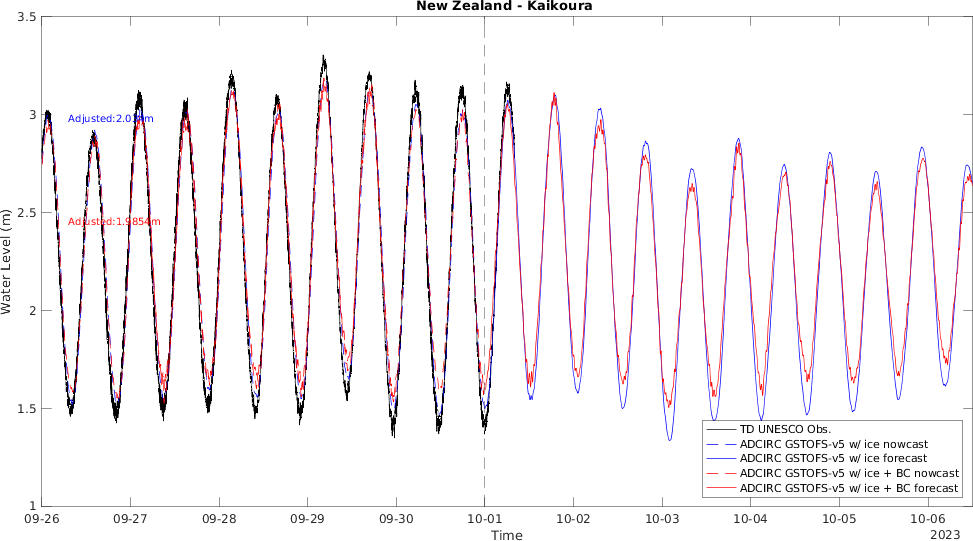 New Zealand - Kaikoura
3.5
3
2.5
2
1.5
1
Water Level (m)
Adjusted:1.9854m
TD UNESCO Obs.
ADCIRC GSTOFS-v5 w/ ice nowcast
ADCIRC GSTOFS-v5 w/ ice forecast
ADCIRC GSTOFS-v5 w/ ice + BC nowcast
ADCIRC GSTOFS-v5 w/ ice + BC forecast
09-26 09-27 09-28 09-29 09-30 10-01 10-02 10-03 10-04 10-05 10-06
Time
2023